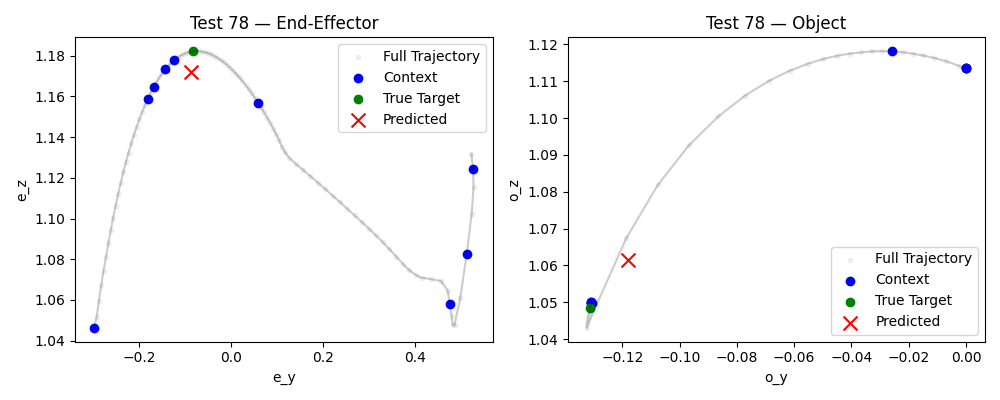 Test 78 — End-Effector
1.18
1.16
1.14
1.12
1.10
1.08
1.06
1.04
e_z
−0.2
0.0
0.2
0.4
e_y
Full Trajectory
Context
True Target
Predicted
Test 78 — Object
1.12
1.11
1.10
1.09
1.08
1.07
1.06
1.05
1.04
o_z
−0.12
−0.10
−0.08
−0.06
−0.04
−0.02
0.00
o_y
Full Trajectory
Context
True Target
Predicted